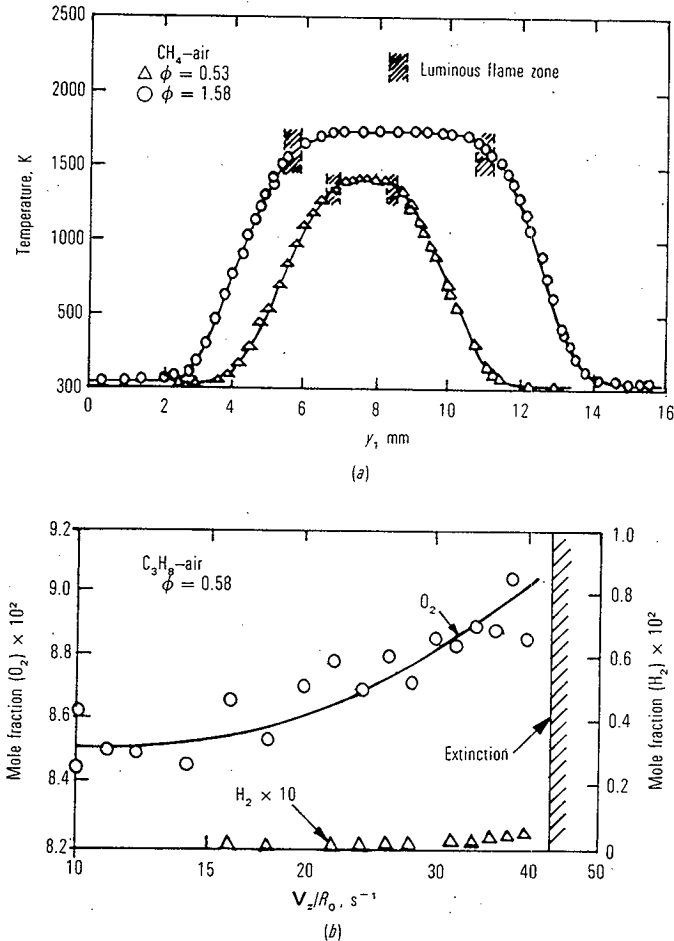 2500
2000
1500
1000
500
300
Temperature, K
CH₄–air
△ ϕ = 0.53
○ ϕ = 1.58
Luminous flame zone
0 2 4 6 8 10 12 14 16
y, mm
(a)
9.2
9.0
8.8
8.6
8.4
8.2
Mole fraction (O₂) × 10²
C₃H₈–air
ϕ = 0.58
O₂
H₂ × 10
Extinction
1.0
0.8
0.6
0.4
0.2
0
Mole fraction (H₂) × 10²
10 15 20 30 40 50
V_z/R₀, s⁻¹
(b)